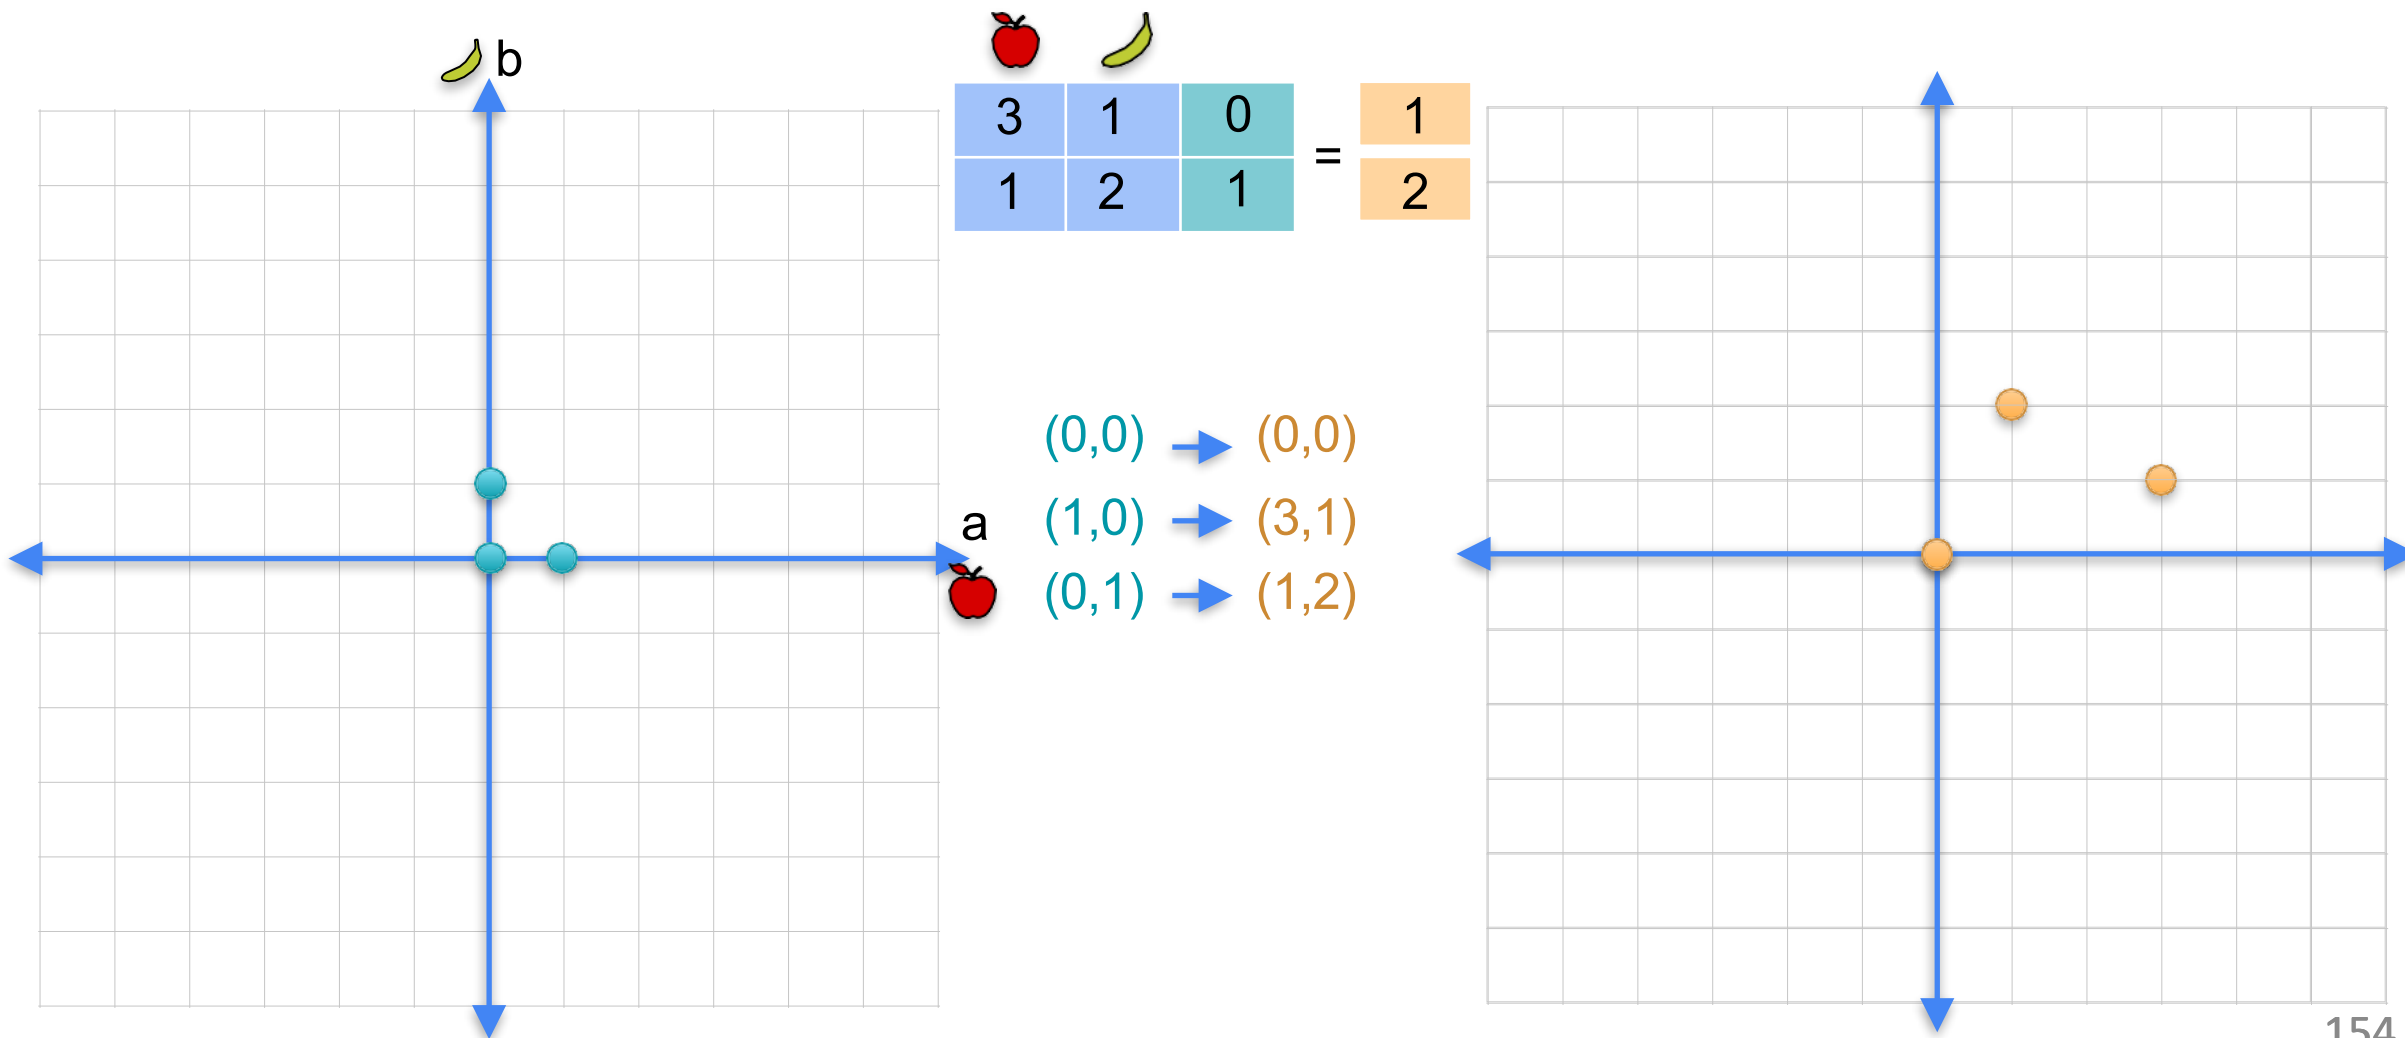 b
3 1 0 = 1
1 2 1 2
(0,0) (0,0)
a
(1,0) (3,1)
(0,1) (1,2)
154